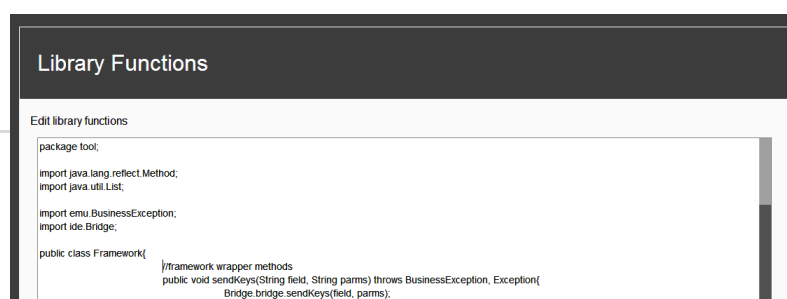 Library Functions
Edit library functions
package tool;
import java.lang.reflect.Method;
import java.util.List;
import emu.BusinessException;
import ide.Bridge;
public class Framework{
//framework wrapper methods
public void sendKeys(String field, String parms) throws BusinessException, Exception{
Bridge.bridge.sendKeys(field, parms);